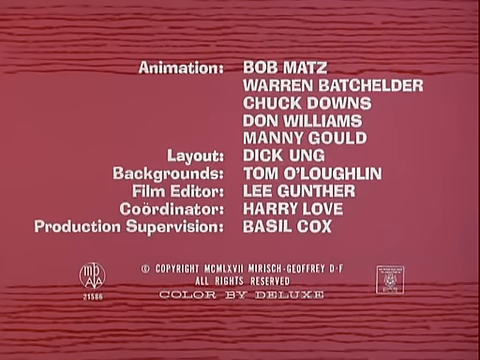 Animation: BOB MATZ
WARREN BATCHELDER
CHUCK DOWNS
DON WILLIAMS
MANNY GOULD
Layout: DICK UNG
Backgrounds: TOM O'LOUGHLIN
Film Editor: LEE GUNTHER
Coördinator: HARRY LOVE
Production Supervision: BASIL COX
© COPYRIGHT MCMLXVII MIRISCH-GEOFFREY D-F
ALL RIGHTS RESERVED
COLOR BY DELUXE
21586